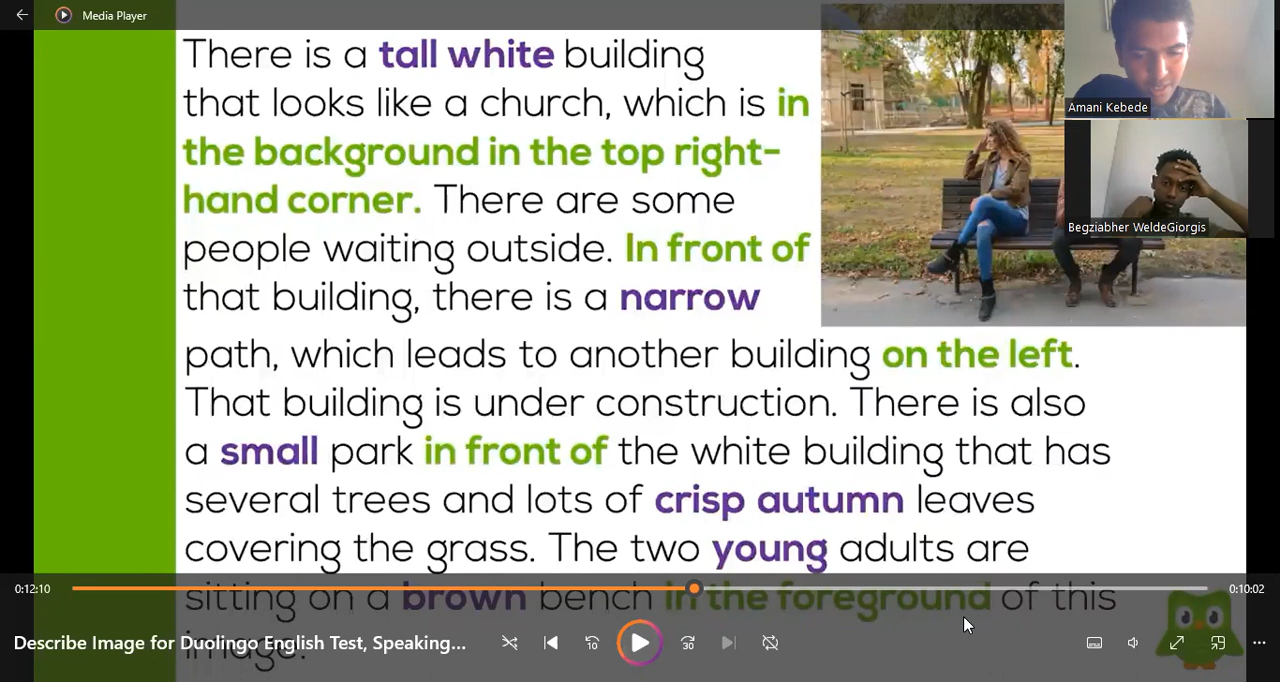 Media Player
There is a tall white building
that looks like a church, which is in
the background in the top right-
hand corner. There are some
people waiting outside. In front of
that building, there is a narrow
path, which leads to another building on the left.
That building is under construction. There is also
a small park in front of the white building that has
several trees and lots of crisp autumn leaves
covering the grass. The two young adults are
sitting on a brown bench in the foreground of this
image.
Amani Kebede
Begziabher WeldeGiorgis
0:12:10
0:10:02
Describe Image for Duolingo English Test, Speaking...
10
30